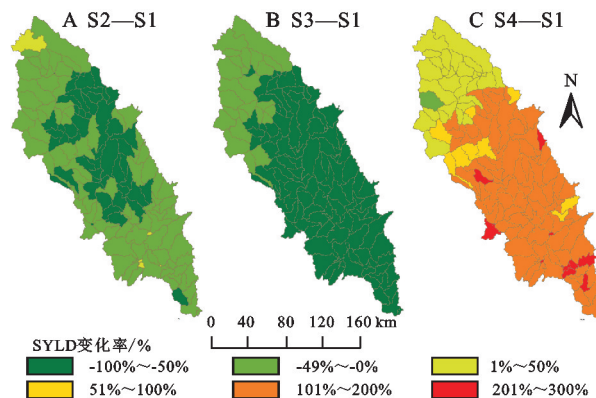 A S2—S1
B S3—S1
C S4—S1
N
0 40 80 120 160 km
SYLD变化率/%
-100%～-50%
-49%～-0%
1%～50%
51%～100%
101%～200%
201%～300%